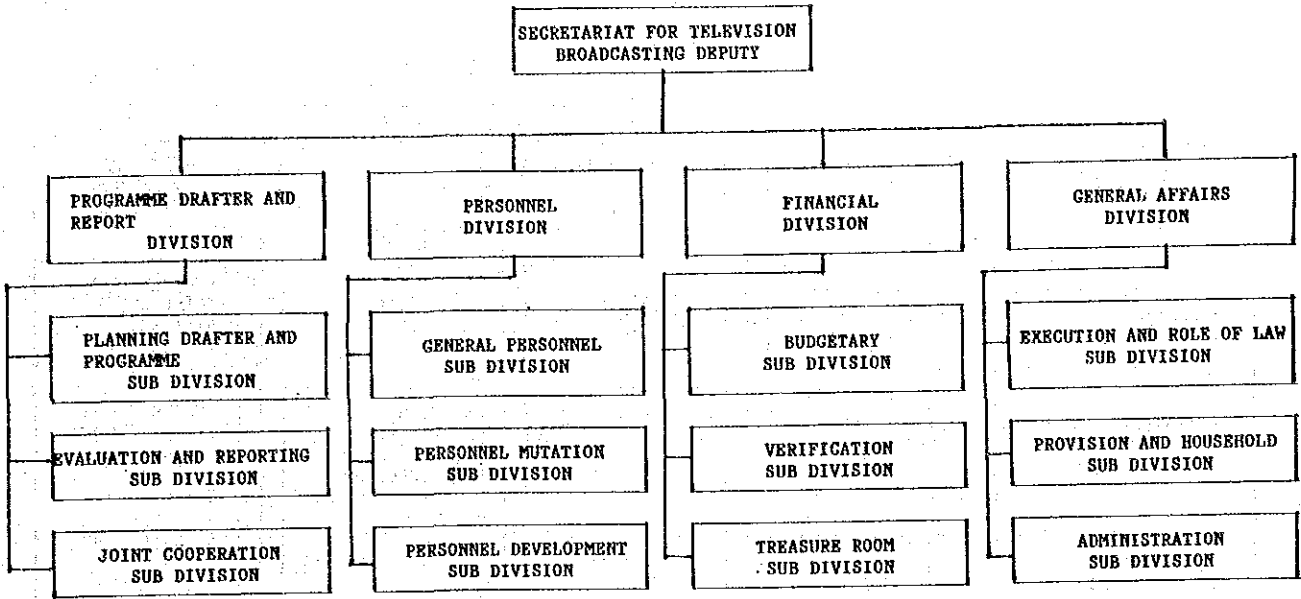 SECRETARIAT FOR TELEVISION
BROADCASTING DEPUTY
PROGRAMME DRAFTER AND
REPORT
DIVISION
PERSONNEL
DIVISION
FINANCIAL
DIVISION
GENERAL AFFAIRS
DIVISION
PLANNING DRAFTER AND
PROGRAMME
SUB DIVISION
GENERAL PERSONNEL
SUB DIVISION
BUDGETARY
SUB DIVISION
EXECUTION AND ROLE OF LAW
SUB DIVISION
EVALUATION AND REPORTING
SUB DIVISION
PERSONNEL MUTATION
SUB DIVISION
VERIFICATION
SUB DIVISION
PROVISION AND HOUSEHOLD
SUB DIVISION
JOINT COOPERATION
SUB DIVISION
PERSONNEL DEVELOPMENT
SUB DIVISION
TREASURE ROOM
SUB DIVISION
ADMINISTRATION
SUB DIVISION